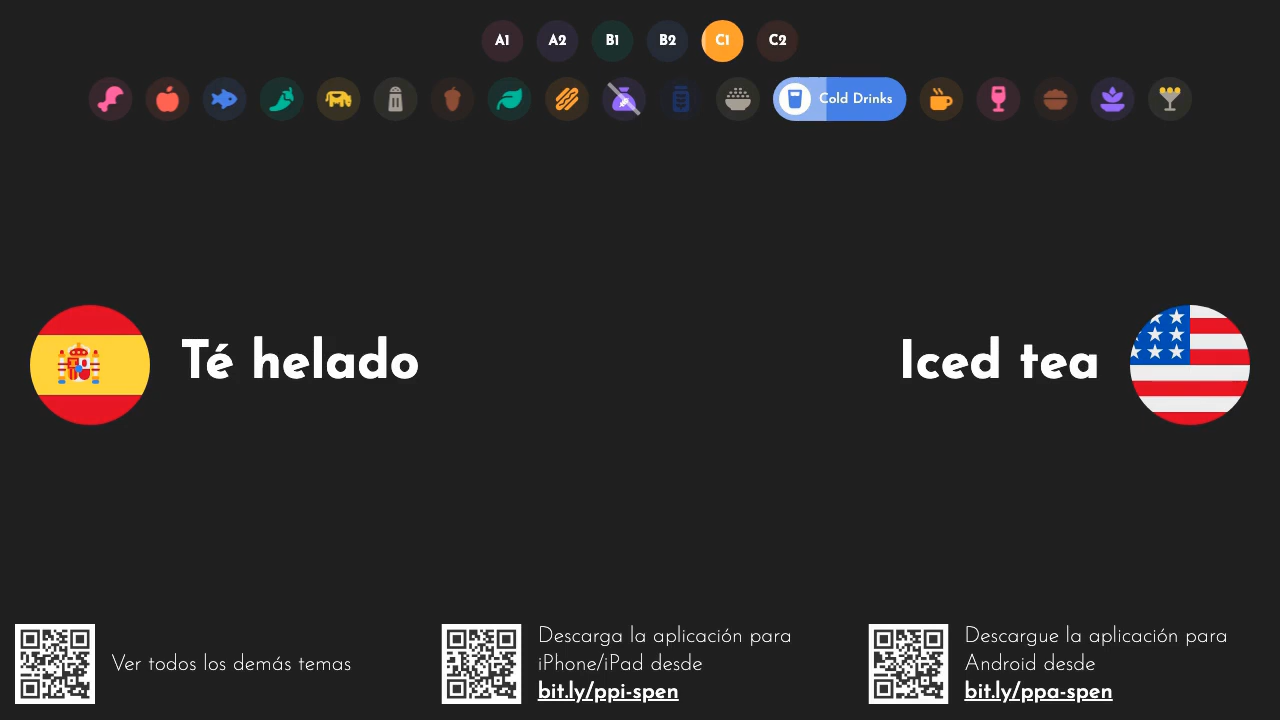 A1 A2 B1 B2 C1 C2
Cold Drinks
Té helado
Iced tea
Ver todos los demás temas
Descarga la aplicación para
iPhone/iPad desde
bit.ly/ppi-spen
Descargue la aplicación para
Android desde
bit.ly/ppa-spen